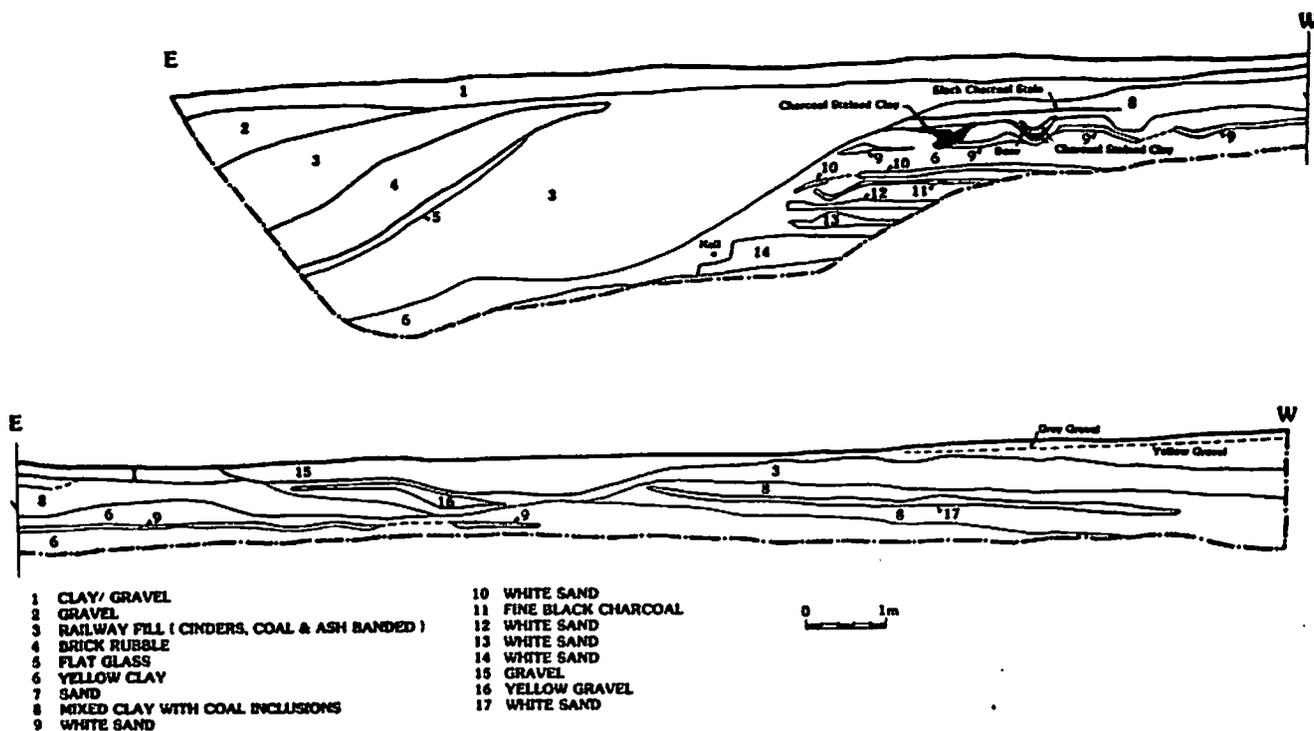 W
E
1
Black Charcoal Stain
8
Charcoal Stained Clay
2
3
9
6
9
9
9
Charcoal Stained Clay
10
10
4
3
12
11
5
13
14
6
E
W
Grey Gravel
Yellow Gravel
15
3
8
8
16
6
9
9
8
17
6
1 CLAY/ GRAVEL
2 GRAVEL
3 RAILWAY FILL ( CINDERS, COAL & ASH BANDED )
4 BRICK RUBBLE
5 FLAT GLASS
6 YELLOW CLAY
7 SAND
8 MIXED CLAY WITH COAL INCLUSIONS
9 WHITE SAND
10 WHITE SAND
11 FINE BLACK CHARCOAL
12 WHITE SAND
13 WHITE SAND
14 WHITE SAND
15 GRAVEL
16 YELLOW GRAVEL
17 WHITE SAND
0 1m